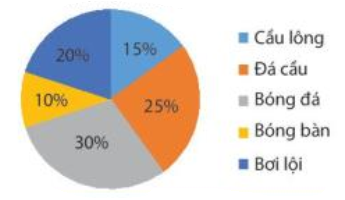 20%
15%
10%
25%
30%
Cầu lông
Đá cầu
Bóng đá
Bóng bàn
Bơi lội